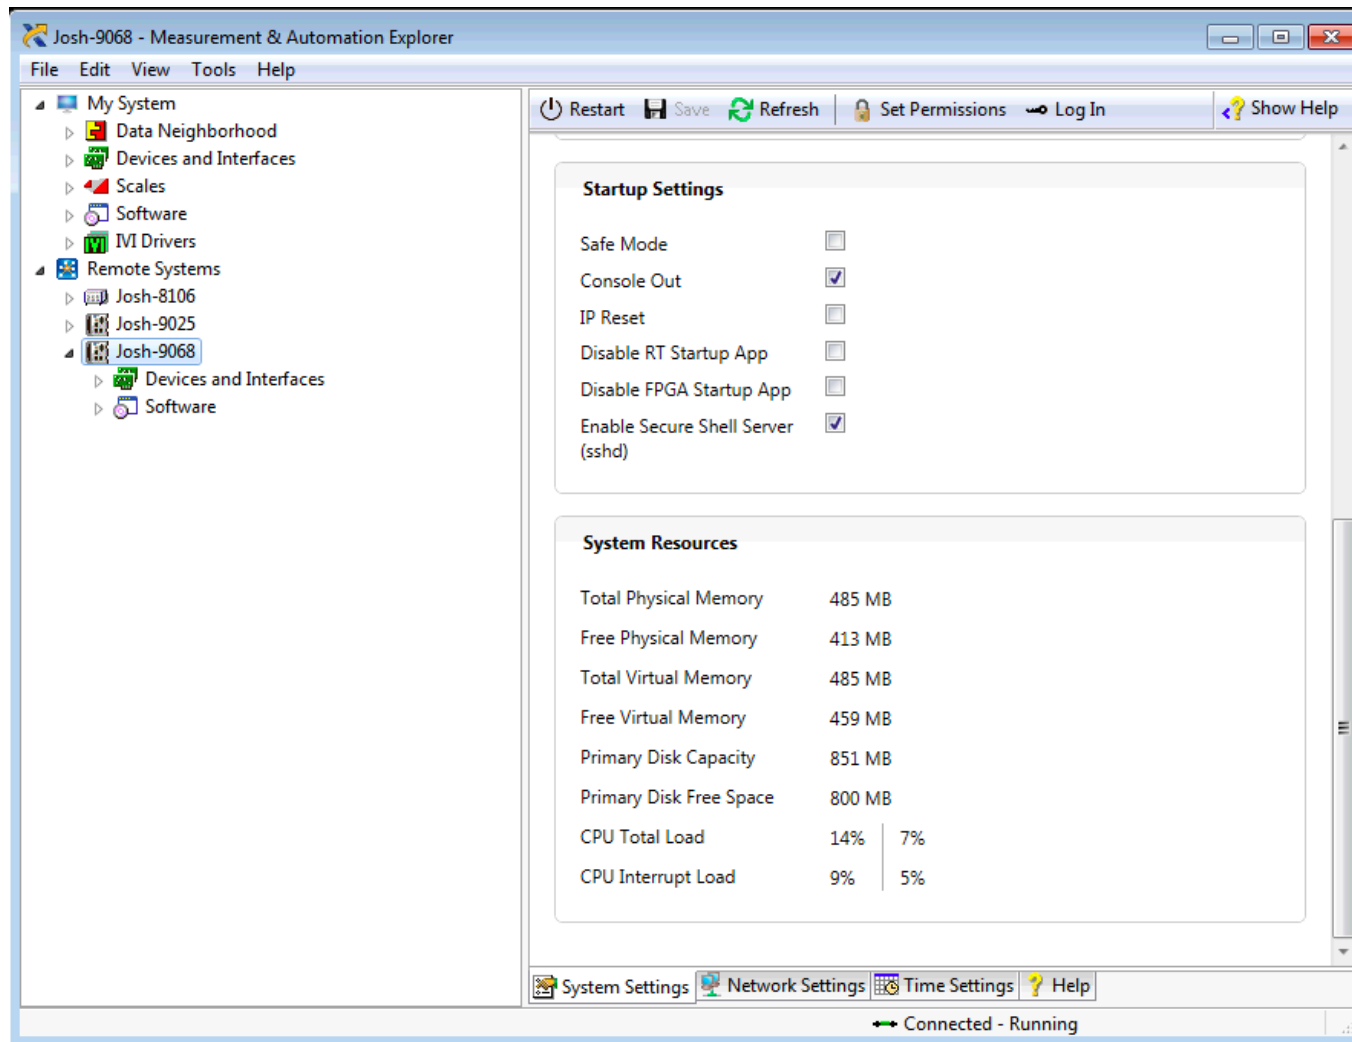 Josh-9068 - Measurement & Automation Explorer
File Edit View Tools Help
My System
Data Neighborhood
Devices and Interfaces
Scales
Software
IVI Drivers
Remote Systems
Josh-8106
Josh-9025
Josh-9068
Devices and Interfaces
Software
Restart Save Refresh Set Permissions Log In Show Help
Startup Settings
Safe Mode
Console Out
IP Reset
Disable RT Startup App
Disable FPGA Startup App
Enable Secure Shell Server
(sshd)
System Resources
Total Physical Memory 485 MB
Free Physical Memory 413 MB
Total Virtual Memory 485 MB
Free Virtual Memory 459 MB
Primary Disk Capacity 851 MB
Primary Disk Free Space 800 MB
CPU Total Load 14% 7%
CPU Interrupt Load 9% 5%
System Settings Network Settings Time Settings Help
Connected - Running